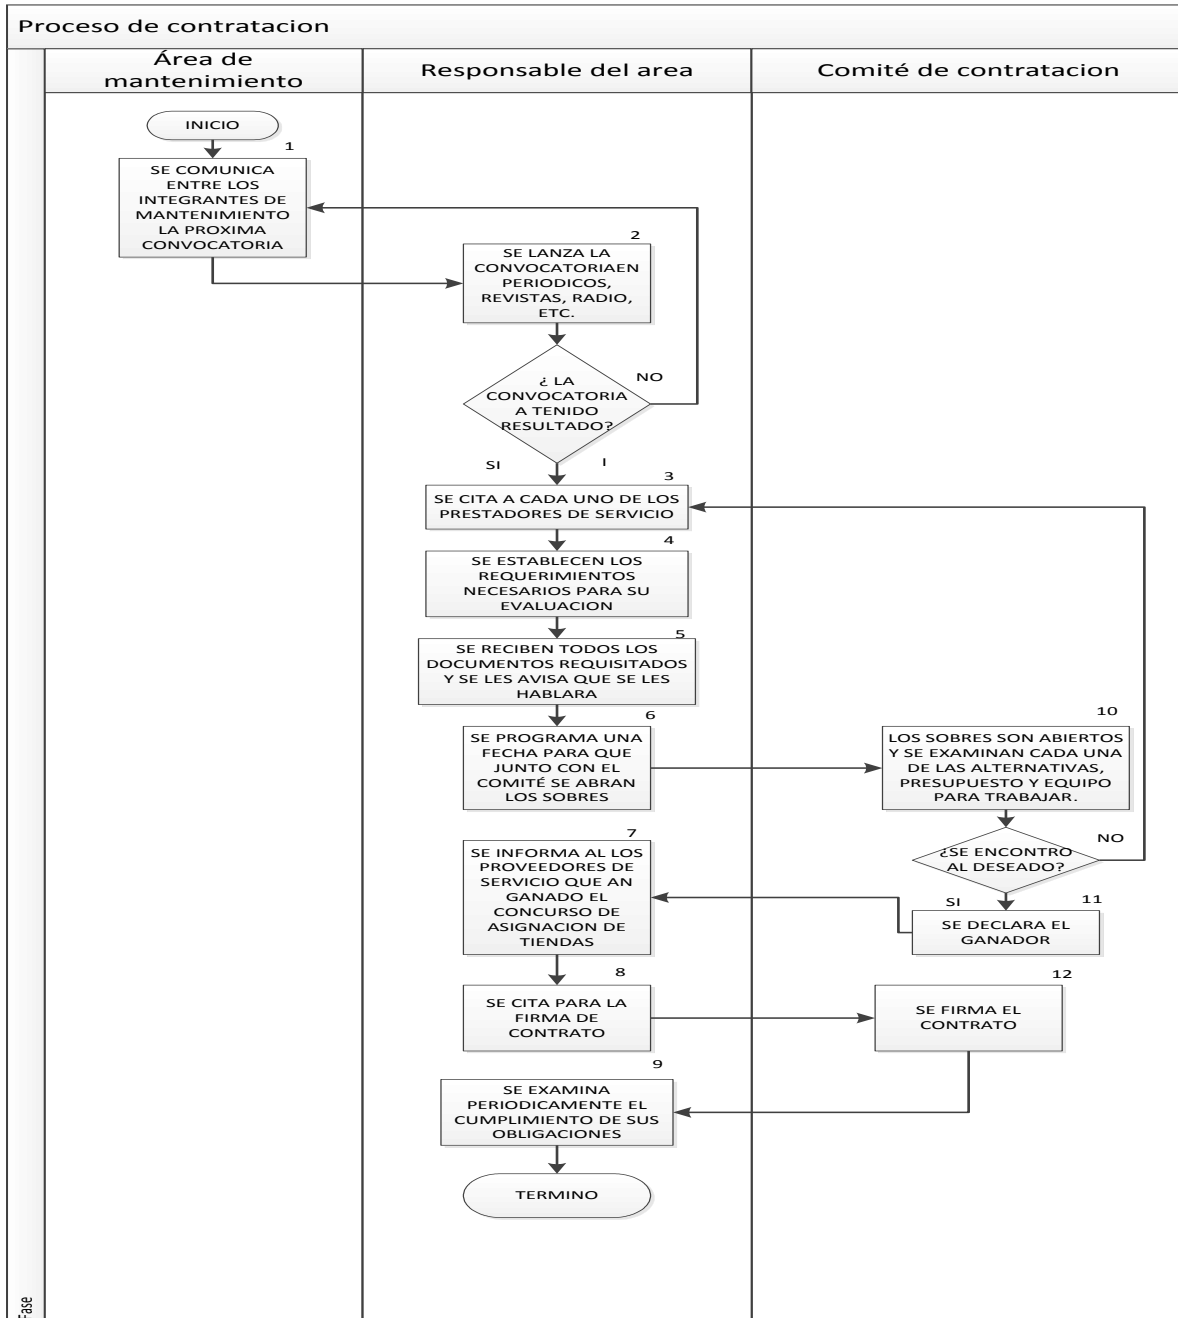 Proceso de contratacion
Área de
mantenimiento
Responsable del area
Comité de contratacion
INICIO
1
SE COMUNICA
ENTRE LOS
INTEGRANTES DE
MANTENIMIENTO
LA PROXIMA
CONVOCATORIA
2
SE LANZA LA
CONVOCATORIAEN
PERIODICOS,
REVISTAS, RADIO,
ETC.
¿ LA
CONVOCATORIA
A TENIDO
RESULTADO?
NO
SI
I
3
SE CITA A CADA UNO DE LOS
PRESTADORES DE SERVICIO
4
SE ESTABLECEN LOS
REQUERIMIENTOS
NECESARIOS PARA SU
EVALUACION
5
SE RECIBEN TODOS LOS
DOCUMENTOS REQUISITADOS
Y SE LES AVISA QUE SE LES
HABLARA
6
SE PROGRAMA UNA
FECHA PARA QUE
JUNTO CON EL
COMITÉ SE ABRAN
LOS SOBRES
10
LOS SOBRES SON ABIERTOS
Y SE EXAMINAN CADA UNA
DE LAS ALTERNATIVAS,
PRESUPUESTO Y EQUIPO
PARA TRABAJAR.
¿SE ENCONTRO
AL DESEADO?
NO
SI
11
SE DECLARA EL
GANADOR
7
SE INFORMA AL LOS
PROVEEDORES DE
SERVICIO QUE AN
GANADO EL
CONCURSO DE
ASIGNACION DE
TIENDAS
8
SE CITA PARA LA
FIRMA DE
CONTRATO
12
SE FIRMA EL
CONTRATO
9
SE EXAMINA
PERIODICAMENTE EL
CUMPLIMIENTO DE SUS
OBLIGACIONES
TERMINO
Fase